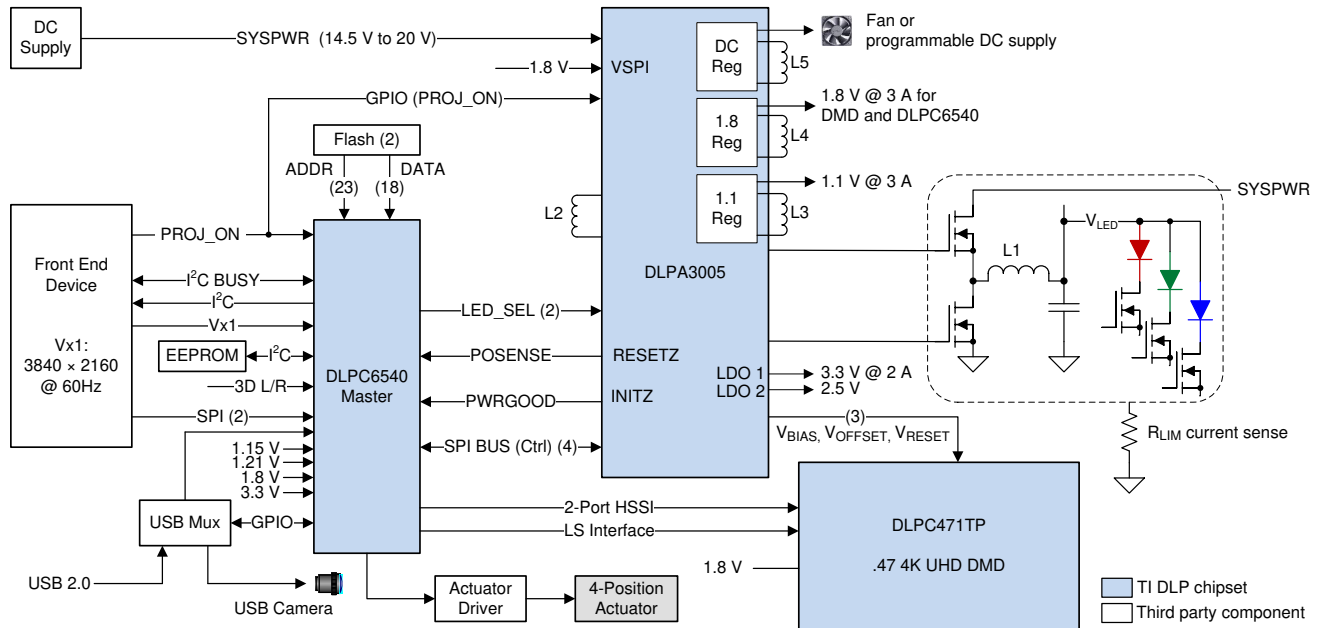 DC
Supply
SYSPWR (14.5 V to 20 V)
1.8 V
VSPI
GPIO (PROJ_ON)
DC
Reg
L5
Fan or
programmable DC supply
1.8
Reg
L4
1.8 V @ 3 A for
DMD and DLPC6540
1.1
Reg
L3
1.1 V @ 3 A
Flash (2)
ADDR
(23)
DATA
(18)
L2
DLPA3005
SYSPWR
VLED
L1
Front End
Device
Vx1:
3840 × 2160
@ 60Hz
PROJ_ON
I²C BUSY
I²C
Vx1
EEPROM
I²C
3D L/R
SPI (2)
1.15 V
1.21 V
1.8 V
3.3 V
DLPC6540
Master
LED_SEL (2)
POSENSE
RESETZ
PWRGOOD
INITZ
SPI BUS (Ctrl) (4)
LDO 1
3.3 V @ 2 A
LDO 2
2.5 V
(3)
VBIAS, VOFFSET, VRESET
RLIM current sense
2-Port HSSI
LS Interface
DLPC471TP
.47 4K UHD DMD
1.8 V
USB Mux
GPIO
USB 2.0
USB Camera
Actuator
Driver
4-Position
Actuator
TI DLP chipset
Third party component